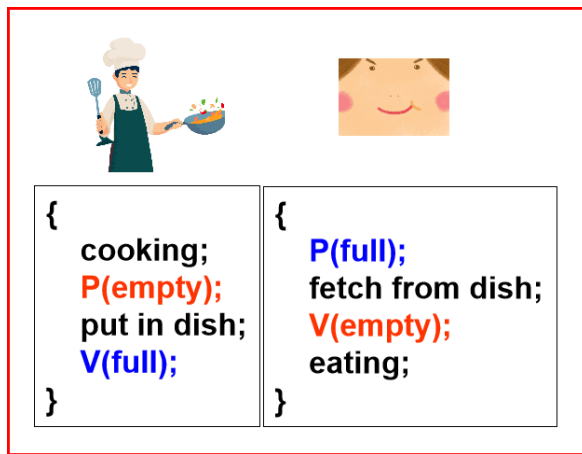 {
cooking;
P(empty);
put in dish;
V(full);
}
{
P(full);
fetch from dish;
V(empty);
eating;
}